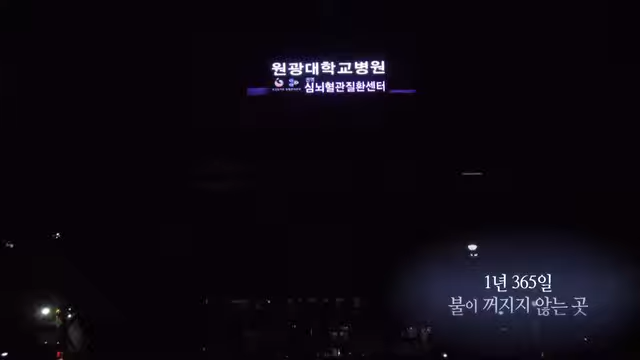 원광대학교병원
심뇌혈관질환센터
1년 365일
불이 꺼지지 않는 곳